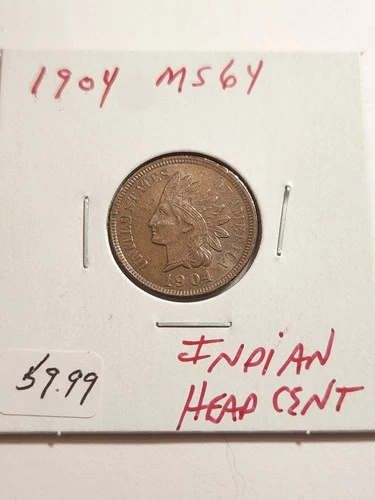 1904 MS64
UNITED STATES OF AMERICA
1904
INDIAN
HEAD CENT
$9.99